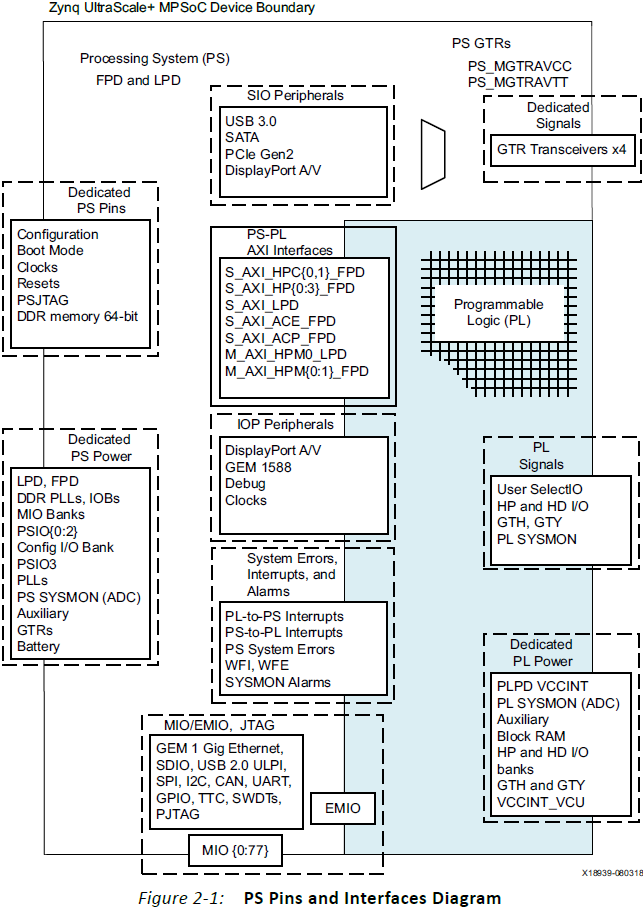 Zynq UltraScale+ MPSoC Device Boundary
Processing System (PS)
FPD and LPD
PS GTRs
PS_MGTRAVCC
PS_MGTRAVTT
SIO Peripherals
USB 3.0
SATA
PCIe Gen2
DisplayPort A/V
Dedicated
Signals
GTR Transceivers x4
Dedicated
PS Pins
Configuration
Boot Mode
Clocks
Resets
PSJTAG
DDR memory 64-bit
PS-PL
AXI Interfaces
S_AXI_HPC{0,1}_FPD
S_AXI_HP{0:3}_FPD
S_AXI_LPD
S_AXI_ACE_FPD
S_AXI_ACP_FPD
M_AXI_HPM0_LPD
M_AXI_HPM{0:1}_FPD
Programmable
Logic (PL)
IOP Peripherals
DisplayPort A/V
GEM 1588
Debug
Clocks
Dedicated
PS Power
LPD, FPD
DDR PLLs, IOBs
MIO Banks
PSIO{0:2}
Config I/O Bank
PSIO3
PLLs
PS SYSMON (ADC)
Auxiliary
GTRs
Battery
PL
Signals
User SelectIO
HP and HD I/O
GTH, GTY
PL SYSMON
System Errors,
Interrupts, and
Alarms
PL-to-PS Interrupts
PS-to-PL Interrupts
PS System Errors
WFI, WFE
SYSMON Alarms
Dedicated
PL Power
PLPD VCCINT
PL SYSMON (ADC)
Auxiliary
Block RAM
HP and HD I/O
banks
GTH and GTY
VCCINT_VCU
MIO/EMIO, JTAG
GEM 1 Gig Ethernet,
SDIO, USB 2.0 ULPI,
SPI, I2C, CAN, UART,
GPIO, TTC, SWDTs,
PJTAG
EMIO
MIO {0:77}
X18939-080318
Figure 2-1: PS Pins and Interfaces Diagram